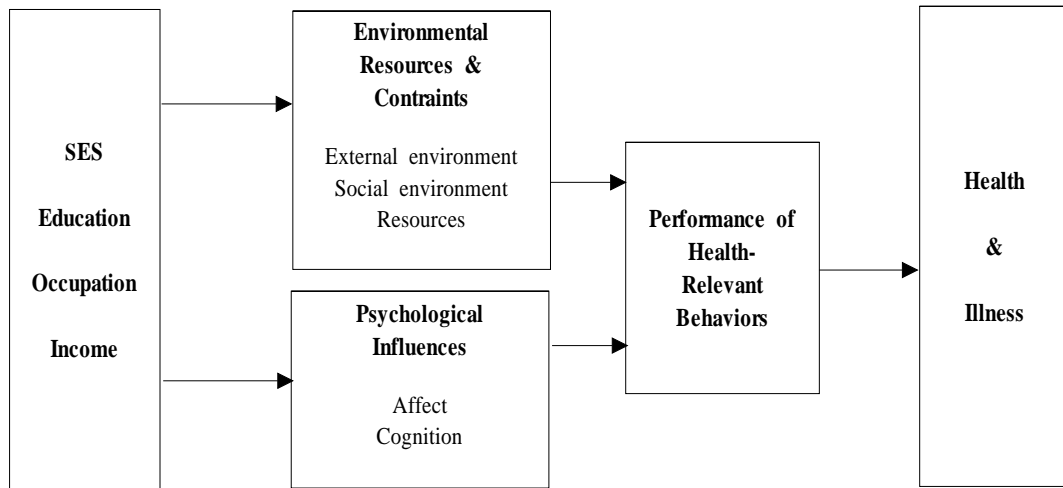 SES
Education
Occupation
Income
Environmental
Resources &
Contraints
External environment
Social environment
Resources
Psychological
Influences
Affect
Cognition
Performance of
Health-
Relevant
Behaviors
Health
&
Illness